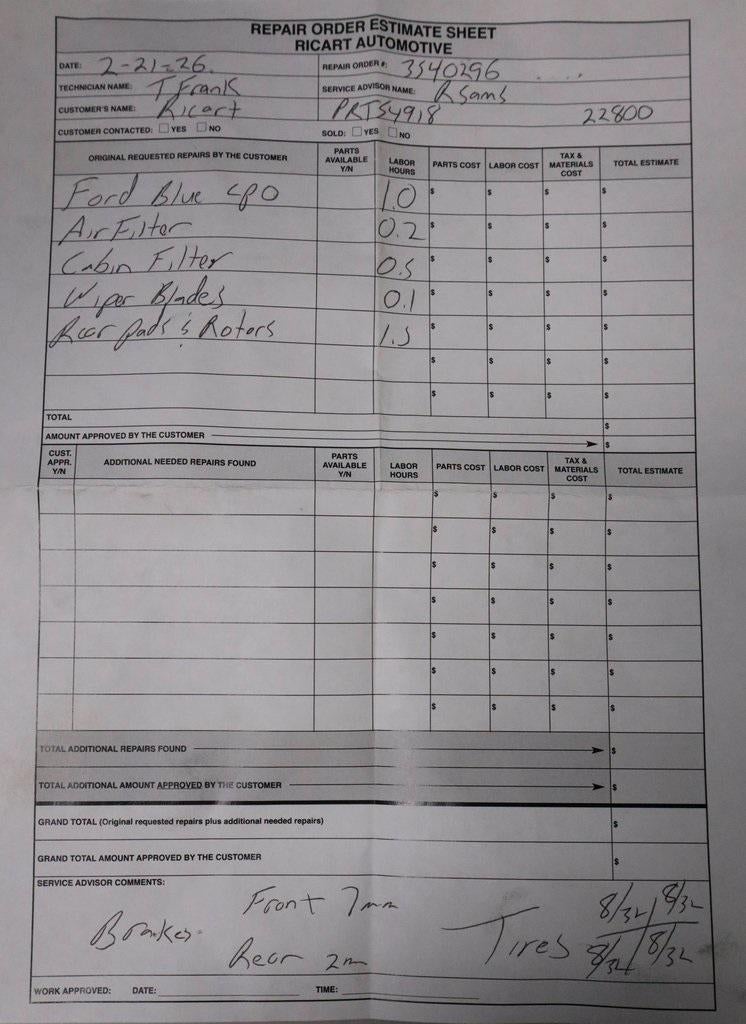 REPAIR ORDER ESTIMATE SHEET
RICART AUTOMOTIVE
DATE: 2-21-26 REPAIR ORDER #: 3540296
TECHNICIAN NAME: T Frank SERVICE ADVISOR NAME: R Sams
CUSTOMER'S NAME: Ricart PRTS4918 22800
CUSTOMER CONTACTED: ☐ YES ☐ NO SOLD: ☐ YES ☐ NO
ORIGINAL REQUESTED REPAIRS BY THE CUSTOMER PARTS AVAILABLE Y/N LABOR HOURS PARTS COST LABOR COST TAX & MATERIALS COST TOTAL ESTIMATE
Ford Blue CPO 1.0 $ $ $ $
Air Filter 0.2 $ $ $ $
Cabin Filter 0.5 $ $ $ $
Wiper Blades 0.1 $ $ $ $
Rear Pads & Rotors 1.5 $ $ $ $
$ $ $ $
$ $ $ $
TOTAL $
AMOUNT APPROVED BY THE CUSTOMER $
CUST. APPR. Y/N ADDITIONAL NEEDED REPAIRS FOUND PARTS AVAILABLE Y/N LABOR HOURS PARTS COST LABOR COST TAX & MATERIALS COST TOTAL ESTIMATE
$ $ $ $
$ $ $ $
$ $ $ $
$ $ $ $
$ $ $ $
$ $ $ $
$ $ $ $
TOTAL ADDITIONAL REPAIRS FOUND $
TOTAL ADDITIONAL AMOUNT APPROVED BY THE CUSTOMER $
GRAND TOTAL (Original requested repairs plus additional needed repairs) $
GRAND TOTAL AMOUNT APPROVED BY THE CUSTOMER $
SERVICE ADVISOR COMMENTS:
Front 7mm 8/32 8/32
Brakes Tires
Rear 2m 8/32 8/32
WORK APPROVED: DATE: TIME: